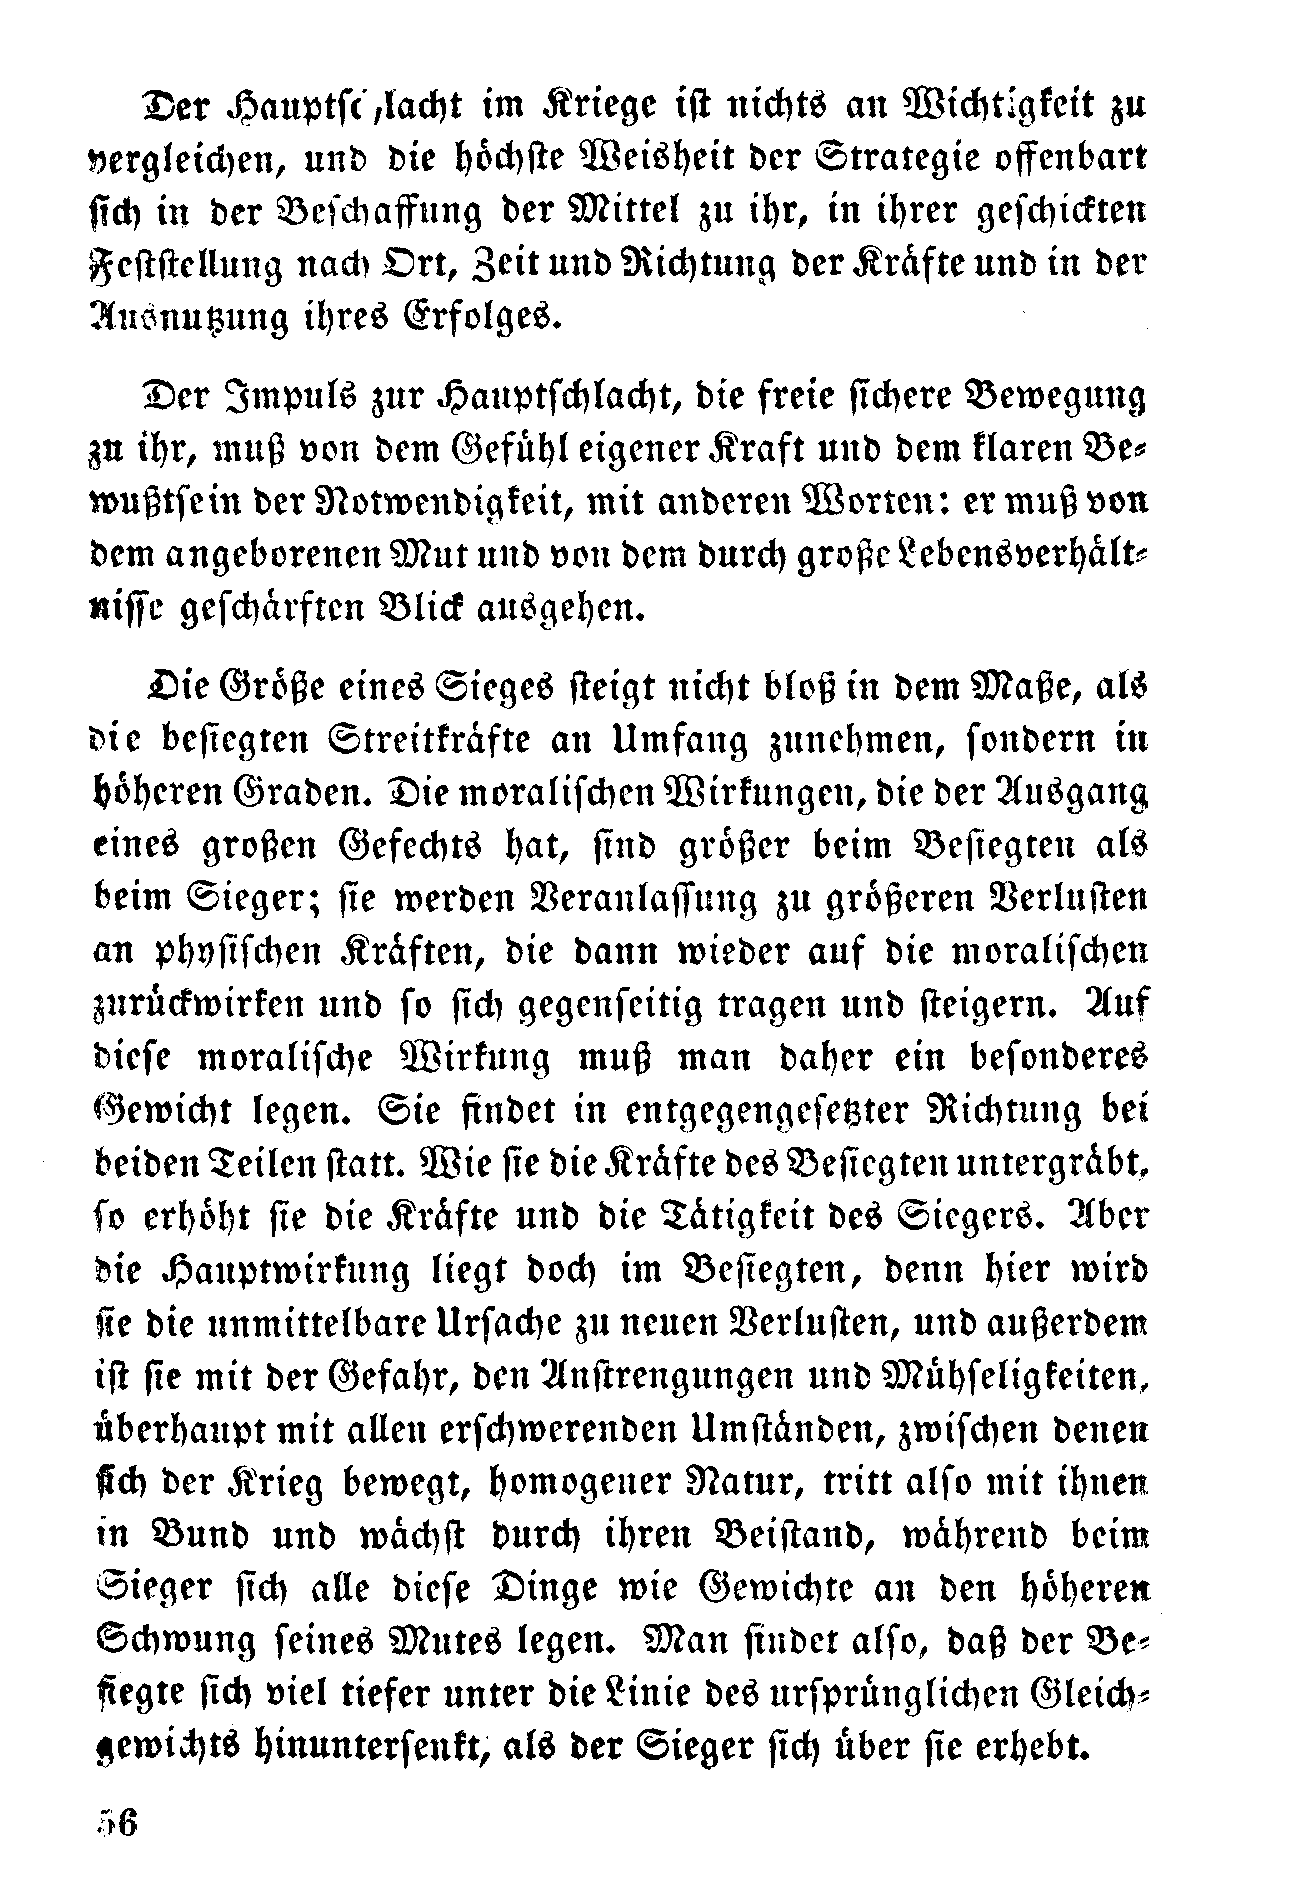 Der Hauptschlacht im Kriege ist nichts an Wichtigkeit zu
vergleichen, und die höchste Weisheit der Strategie offenbart
sich in der Beschaffung der Mittel zu ihr, in ihrer geschickten
Feststellung nach Ort, Zeit und Richtung der Kräfte und in der
Ausnutzung ihres Erfolges.
Der Impuls zur Hauptschlacht, die freie sichere Bewegung
zu ihr, muß von dem Gefühl eigener Kraft und dem klaren Be-
wußtsein der Notwendigkeit, mit anderen Worten: er muß von
dem angeborenen Mut und von dem durch große Lebensverhält-
nisse geschärften Blick ausgehen.
Die Größe eines Sieges steigt nicht bloß in dem Maße, als
die besiegten Streitkräfte an Umfang zunehmen, sondern in
höheren Graden. Die moralischen Wirkungen, die der Ausgang
eines großen Gefechts hat, sind größer beim Besiegten als
beim Sieger; sie werden Veranlassung zu größeren Verlusten
an physischen Kräften, die dann wieder auf die moralischen
zurückwirken und so sich gegenseitig tragen und steigern. Auf
diese moralische Wirkung muß man daher ein besonderes
Gewicht legen. Sie findet in entgegengesetzter Richtung bei
beiden Teilen statt. Wie sie die Kräfte des Besiegten untergräbt,
so erhöht sie die Kräfte und die Tätigkeit des Siegers. Aber
die Hauptwirkung liegt doch im Besiegten, denn hier wird
sie die unmittelbare Ursache zu neuen Verlusten, und außerdem
ist sie mit der Gefahr, den Anstrengungen und Mühseligkeiten,
überhaupt mit allen erschwerenden Umständen, zwischen denen
sich der Krieg bewegt, homogener Natur, tritt also mit ihnen
in Bund und wächst durch ihren Beistand, während beim
Sieger sich alle diese Dinge wie Gewichte an den höheren
Schwung seines Mutes legen. Man findet also, daß der Be-
siegte sich viel tiefer unter die Linie des ursprünglichen Gleich-
gewichts hinuntersenkt, als der Sieger sich über sie erhebt.
56